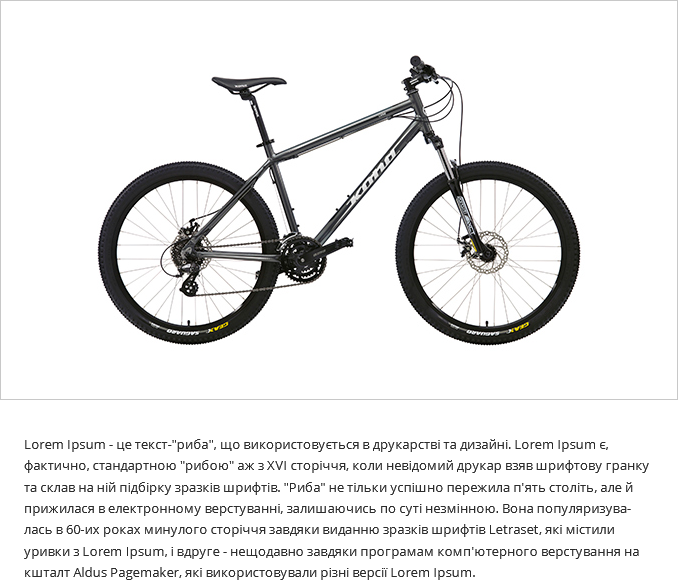 KONA
GEAX SAGUARO
GEAX SAGUARO
Lorem Ipsum - це текст-"риба", що використовується в друкарстві та дизайні. Lorem Ipsum є,
фактично, стандартною "рибою" аж з XVI сторіччя, коли невідомий друкар взяв шрифтову гранку
та склав на ній підбірку зразків шрифтів. "Риба" не тільки успішно пережила п'ять століть, але й
прижилася в електронному верстуванні, залишаючись по суті незмінною. Вона популяризува-
лась в 60-их роках минулого сторіччя завдяки виданню зразків шрифтів Letraset, які містили
уривки з Lorem Ipsum, і вдруге - нещодавно завдяки програмам комп'ютерного верстування на
кшталт Aldus Pagemaker, які використовували різні версії Lorem Ipsum.